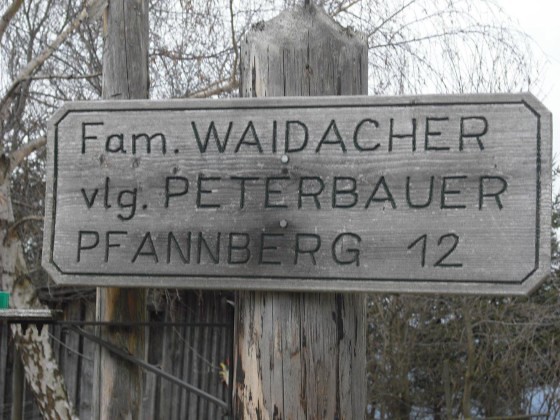 Fam. WAIDACHER
vlg. PETERBAUER
PFANNBERG 12